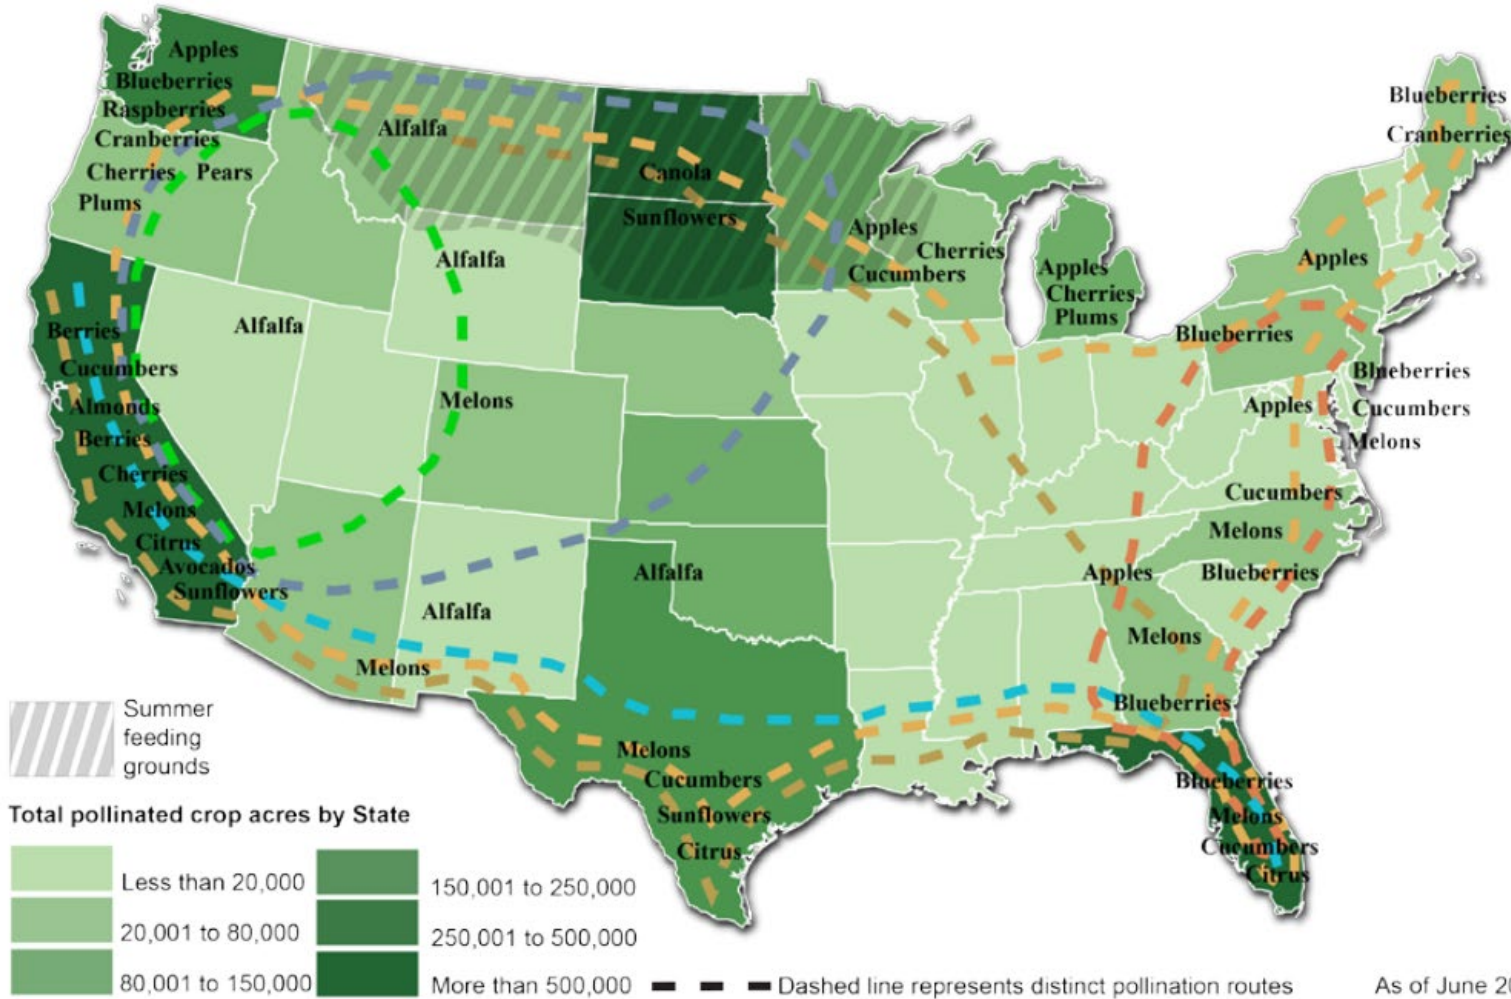 Apples
Blueberries
Raspberries
Cranberries
Cherries
Pears
Plums
Alfalfa
Canola
Sunflowers
Alfalfa
Alfalfa
Melons
Berries
Cucumbers
Almonds
Berries
Cherries
Melons
Citrus
Avocados
Sunflowers
Alfalfa
Alfalfa
Melons
Melons
Cucumbers
Sunflowers
Citrus
Apples
Cherries
Cucumbers
Apples
Cherries
Plums
Blueberries
Cranberries
Apples
Blueberries
Blueberries
Cucumbers
Melons
Apples
Cucumbers
Melons
Blueberries
Apples
Melons
Blueberries
Blueberries
Melons
Cucumbers
Citrus
Summer
feeding
grounds
Total pollinated crop acres by State
Less than 20,000
20,001 to 80,000
80,001 to 150,000
150,001 to 250,000
250,001 to 500,000
More than 500,000
Dashed line represents distinct pollination routes
As of June